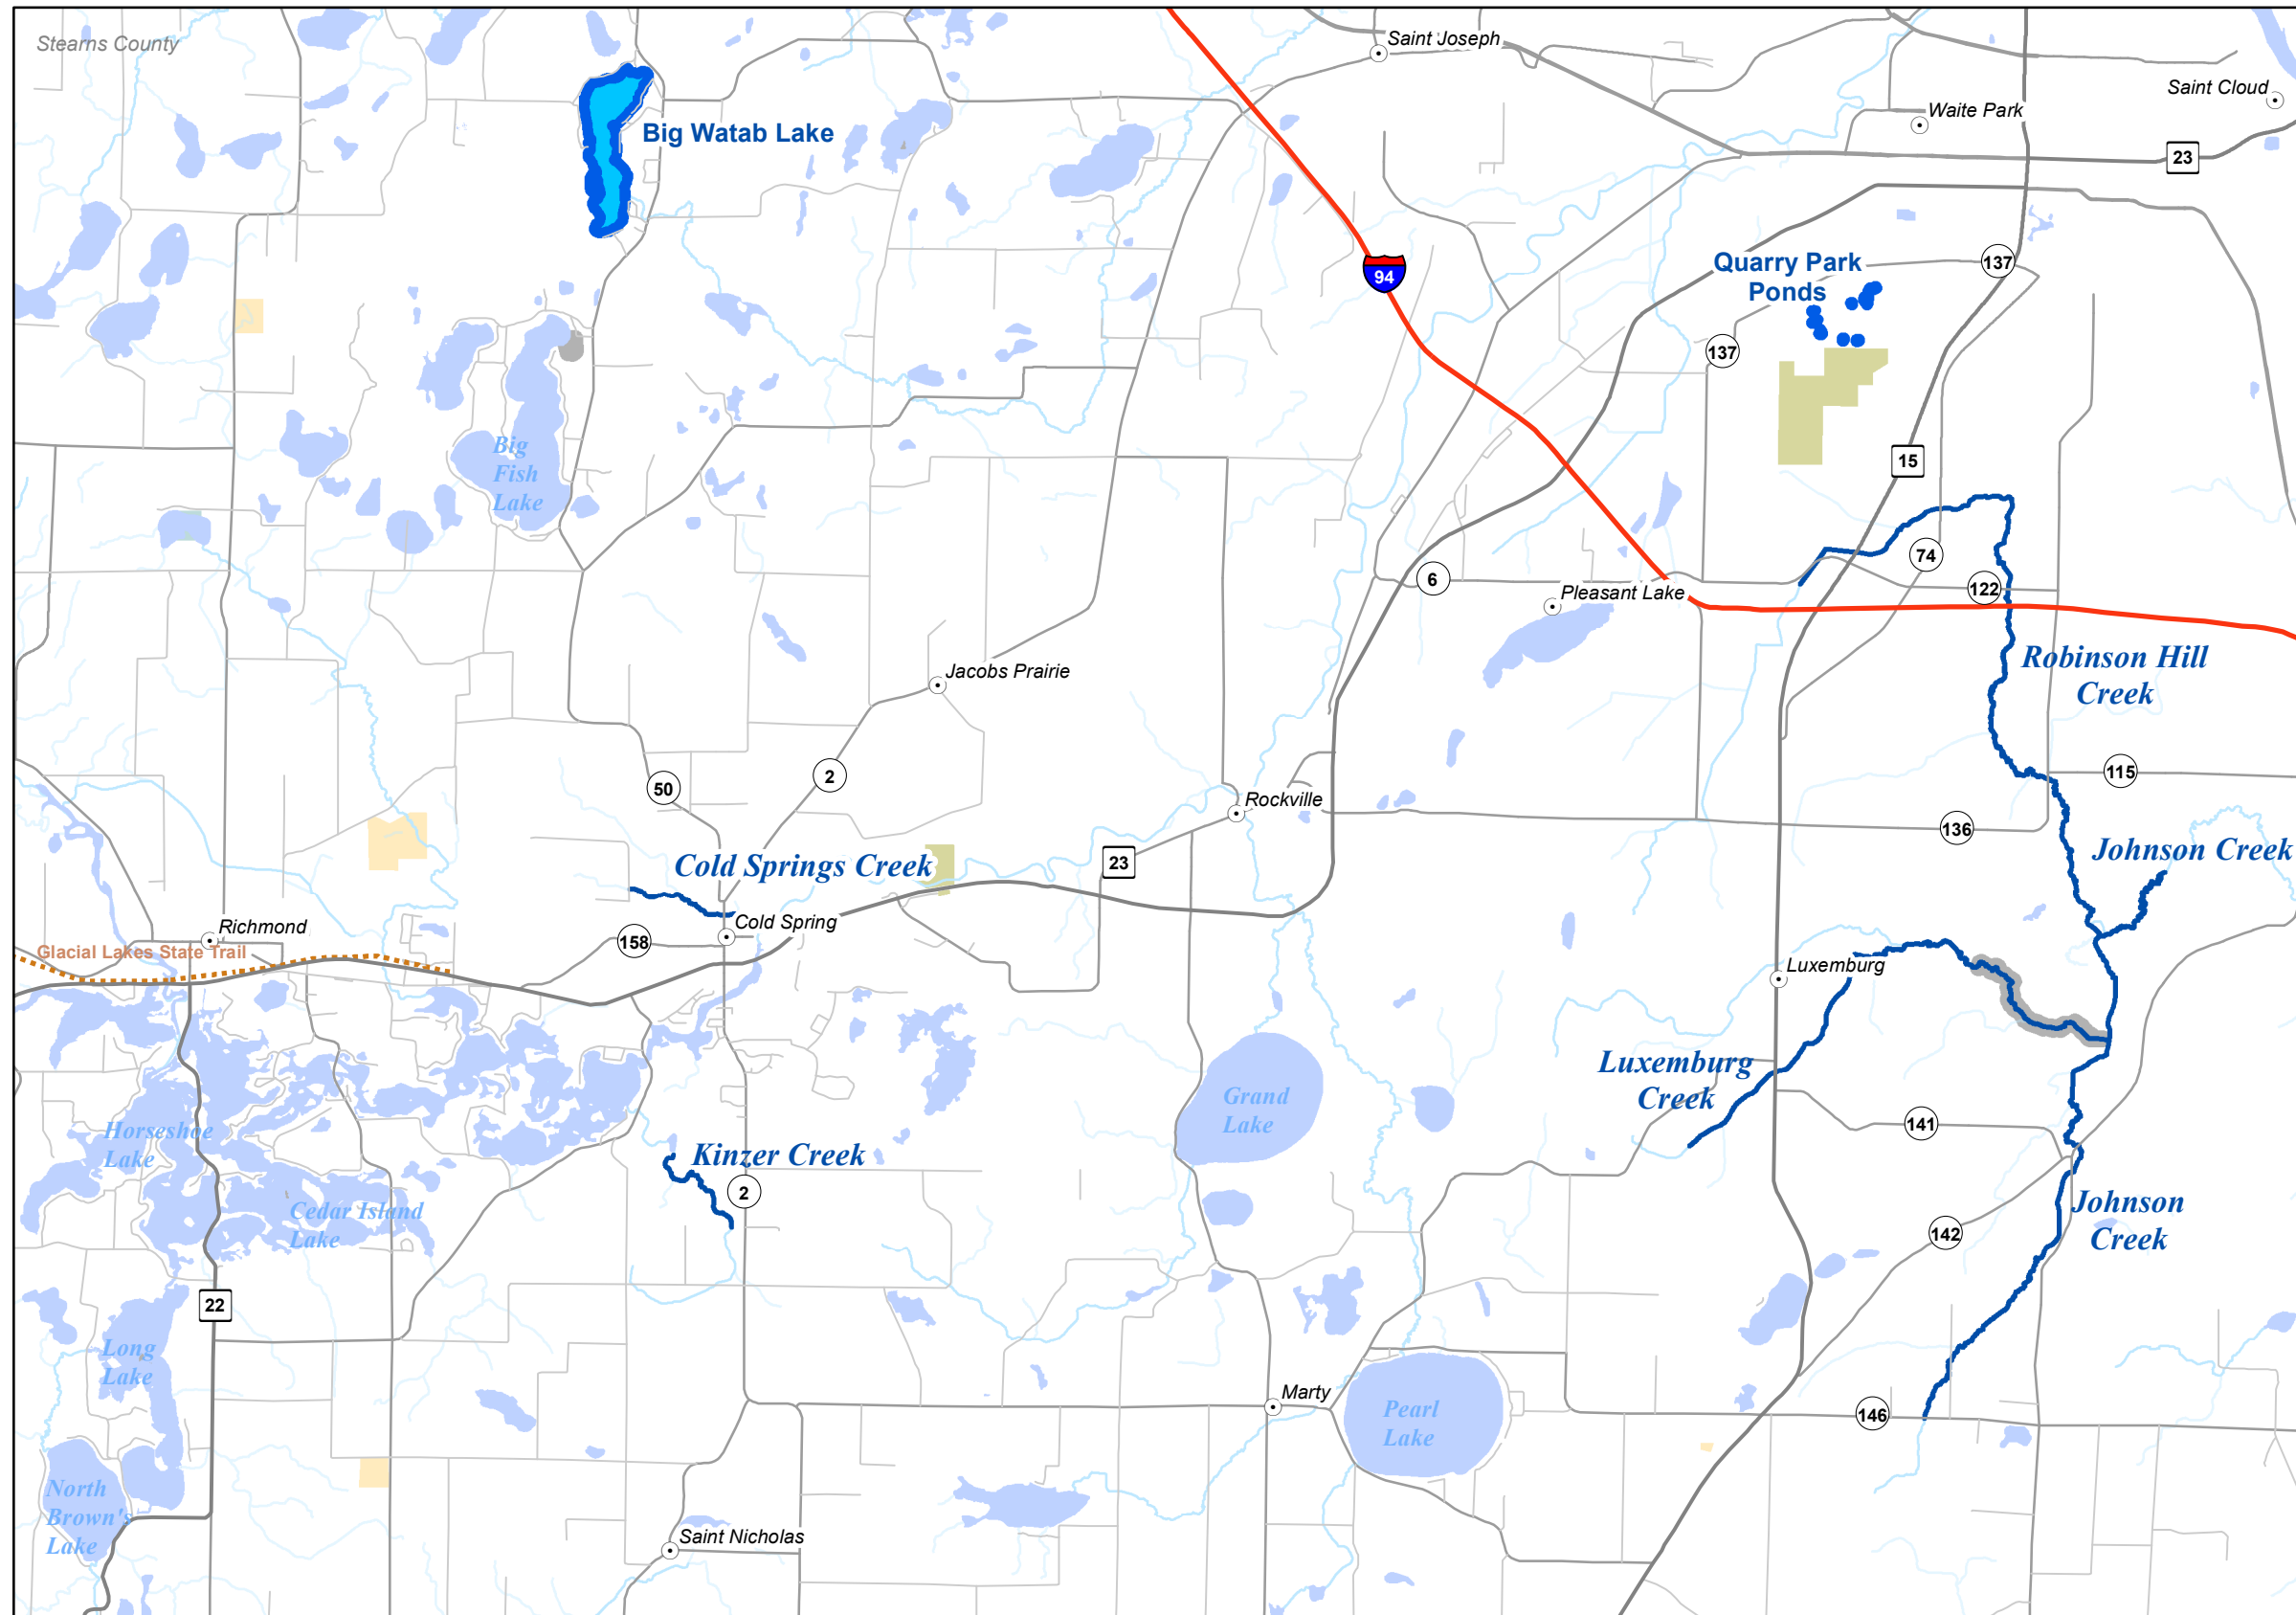 Stearns County
Saint Joseph
Saint Cloud
Waite Park
Big Watab Lake
23
Quarry Park
Ponds
137
94
137
Big
Fish
Lake
15
74
6
122
Pleasant Lake
Robinson Hill
Creek
Jacobs Prairie
115
2
50
Rockville
136
Johnson Creek
Cold Springs Creek
23
Cold Spring
Richmond
158
Glacial Lakes State Trail
Luxemburg
Luxemburg
Creek
Grand
Lake
141
Horseshoe
Lake
Kinzer Creek
2
Cedar Island
Lake
Johnson
Creek
142
22
Long
Lake
Marty
Pearl
Lake
146
North
Brown's
Lake
Saint Nicholas